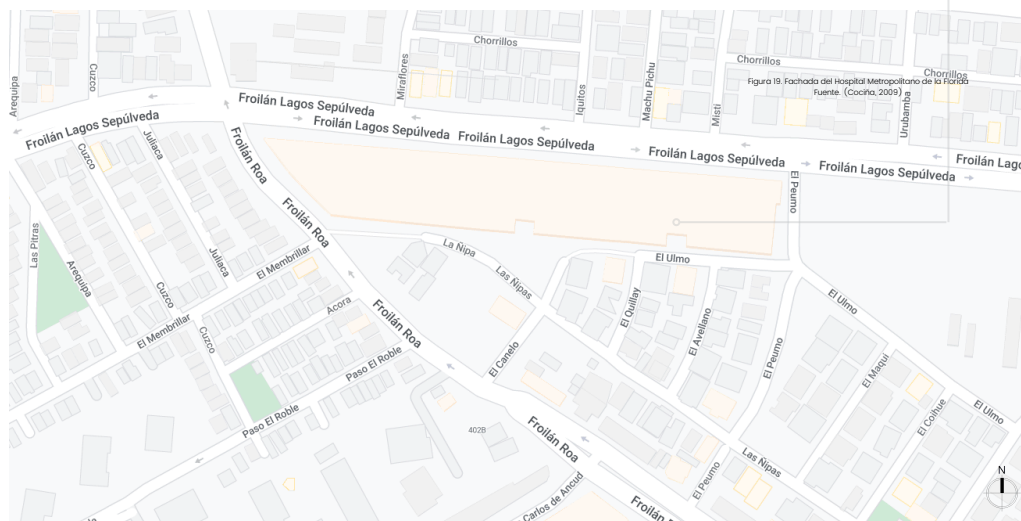 Chorrillos
Arequipa
Cuzco
Miraflores
Iquitos
Machu Pichu
Misti
Chorrillos
Chorrillos
Figura 19. Fachada del Hospital Metropolitano de la Florida
Fuente. (Cociña, 2009)
Urubamba
Froilán Lagos Sepúlveda
Froilán Lagos Sepúlveda
Froilán Lagos Sepúlveda
Froilán Lagos Sepúlveda
Froilán Lagos Sepúlveda
Froilán Lagos Sepúlveda
Froilán Lago
Cuzco
Juliaca
Froilán Roa
El Peumo
Froilán Roa
Las Pitras
Arequipa
Juliaca
El Membrillar
La Ñipa
Las Ñipas
El Ulmo
Cuzco
El Quillay
El Avellano
El Ulmo
El Membrillar
Cuzco
Acora
Froilán Roa
Paso El Roble
El Canelo
El Peumo
El Maqui
El Coihue
El Ulmo
Paso El Roble
402B
Froilán Roa
Las Ñipas
El Peumo
Carlos de Ancud
Froilán Roa
N